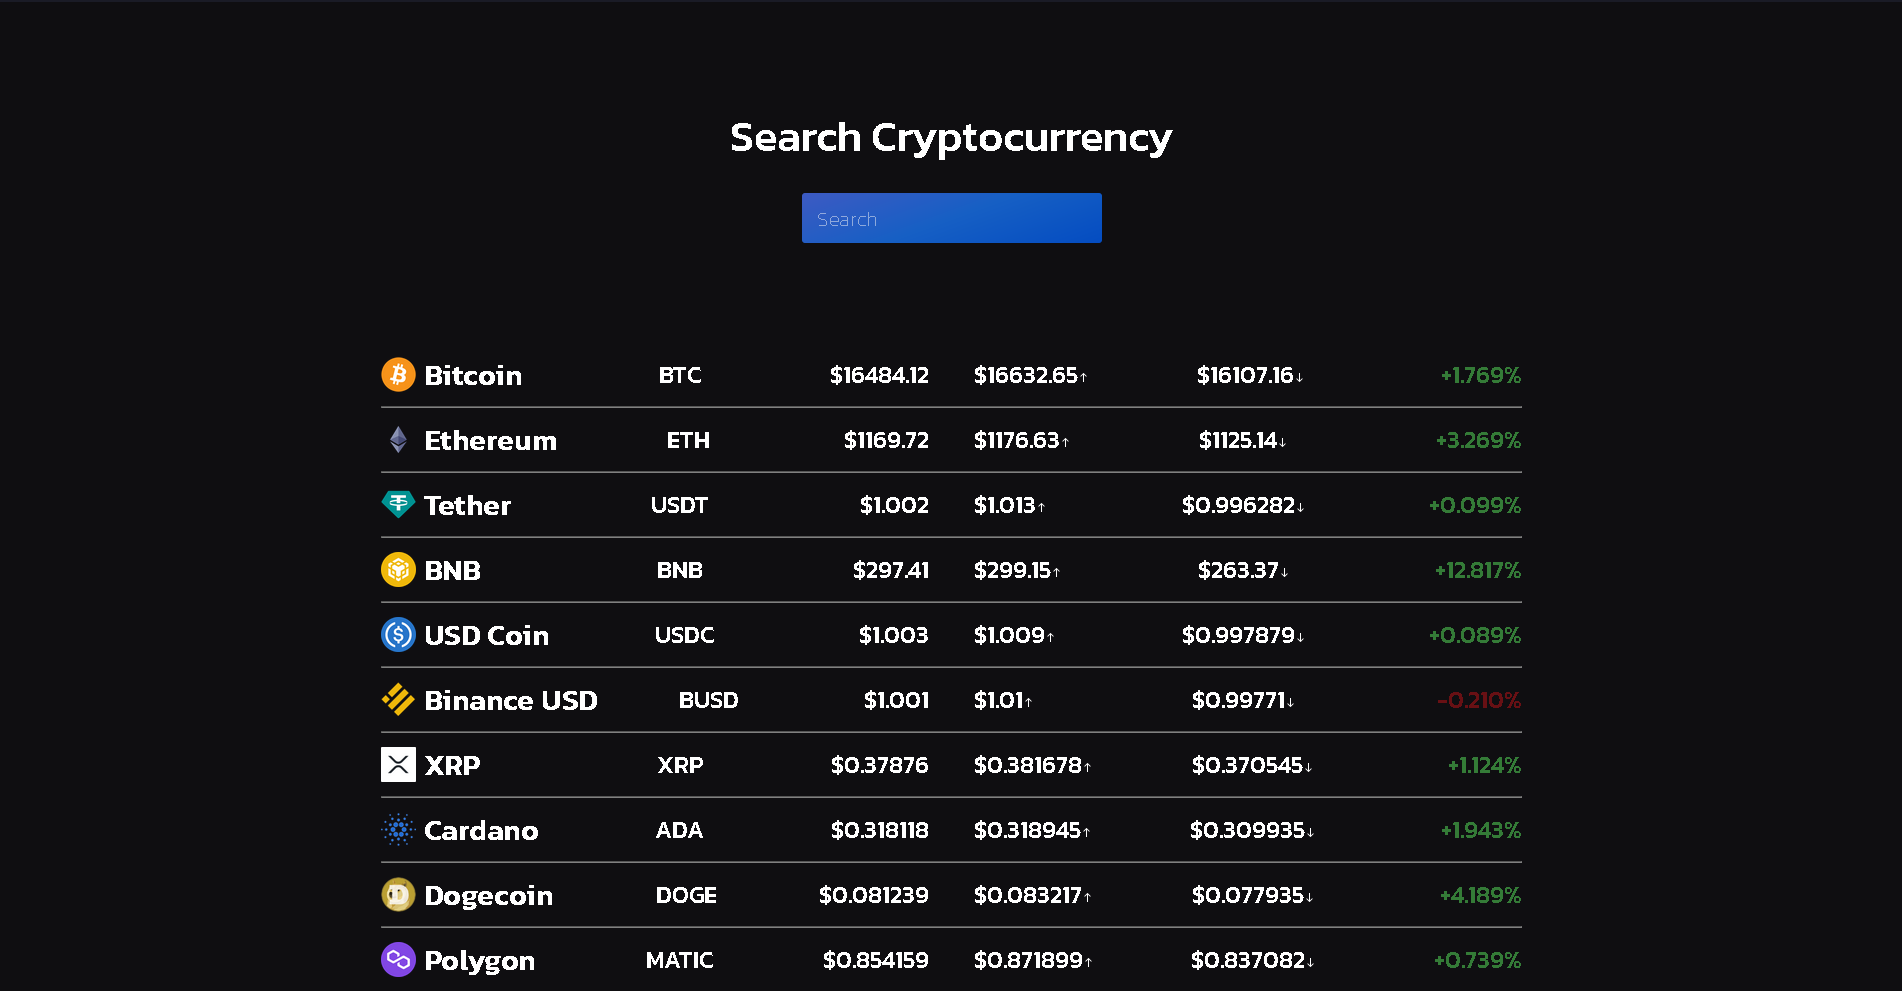 Search Cryptocurrency
Search
Bitcoin BTC $16484.12 $16632.65↑ $16107.16↓ +1.769%
Ethereum ETH $1169.72 $1176.63↑ $1125.14↓ +3.269%
Tether USDT $1.002 $1.013↑ $0.996282↓ +0.099%
BNB BNB $297.41 $299.15↑ $263.37↓ +12.817%
USD Coin USDC $1.003 $1.009↑ $0.997879↓ +0.089%
Binance USD BUSD $1.001 $1.01↑ $0.99771↓ -0.210%
XRP XRP $0.37876 $0.381678↑ $0.370545↓ +1.124%
Cardano ADA $0.318118 $0.318945↑ $0.309935↓ +1.943%
Dogecoin DOGE $0.081239 $0.083217↑ $0.077935↓ +4.189%
Polygon MATIC $0.854159 $0.871899↑ $0.837082↓ +0.739%